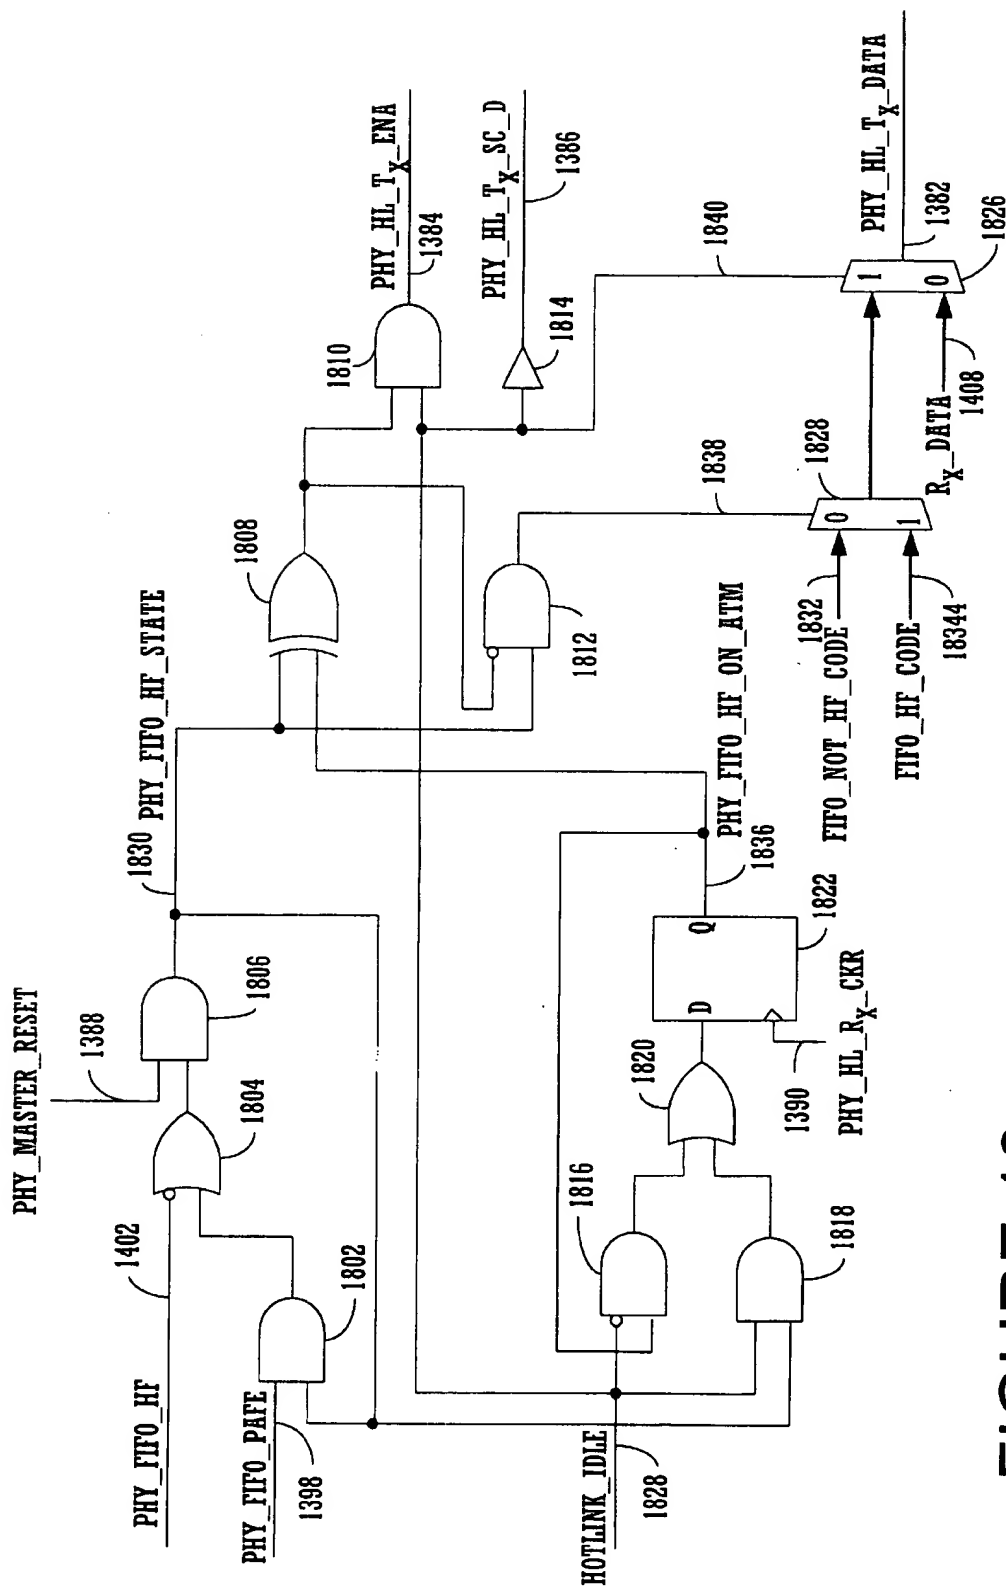 PHY_MASTER_RESET
1388
PHY_FIFO_HF
1402
1804
1806
1830
PHY_FIFO_HF_STATE
PHY_FIFO_PAFE
1398
1802
1808
1810
PHY_HL_TX_ENA
1384
PHY_HL_TX_SC_D
1386
1814
1812
1838
1840
HOTLINK_IDLE
1828
1816
1818
1820
D
Q
1822
1390
PHY_HL_RX_CKR
1836
PHY_FIFO_HF_ON_ATM
1832
FIFO_NOT_HF_CODE
FIFO_HF_CODE
18344
0
1
1828
RX_DATA
1408
1
0
PHY_HL_TX_DATA
1382
1826